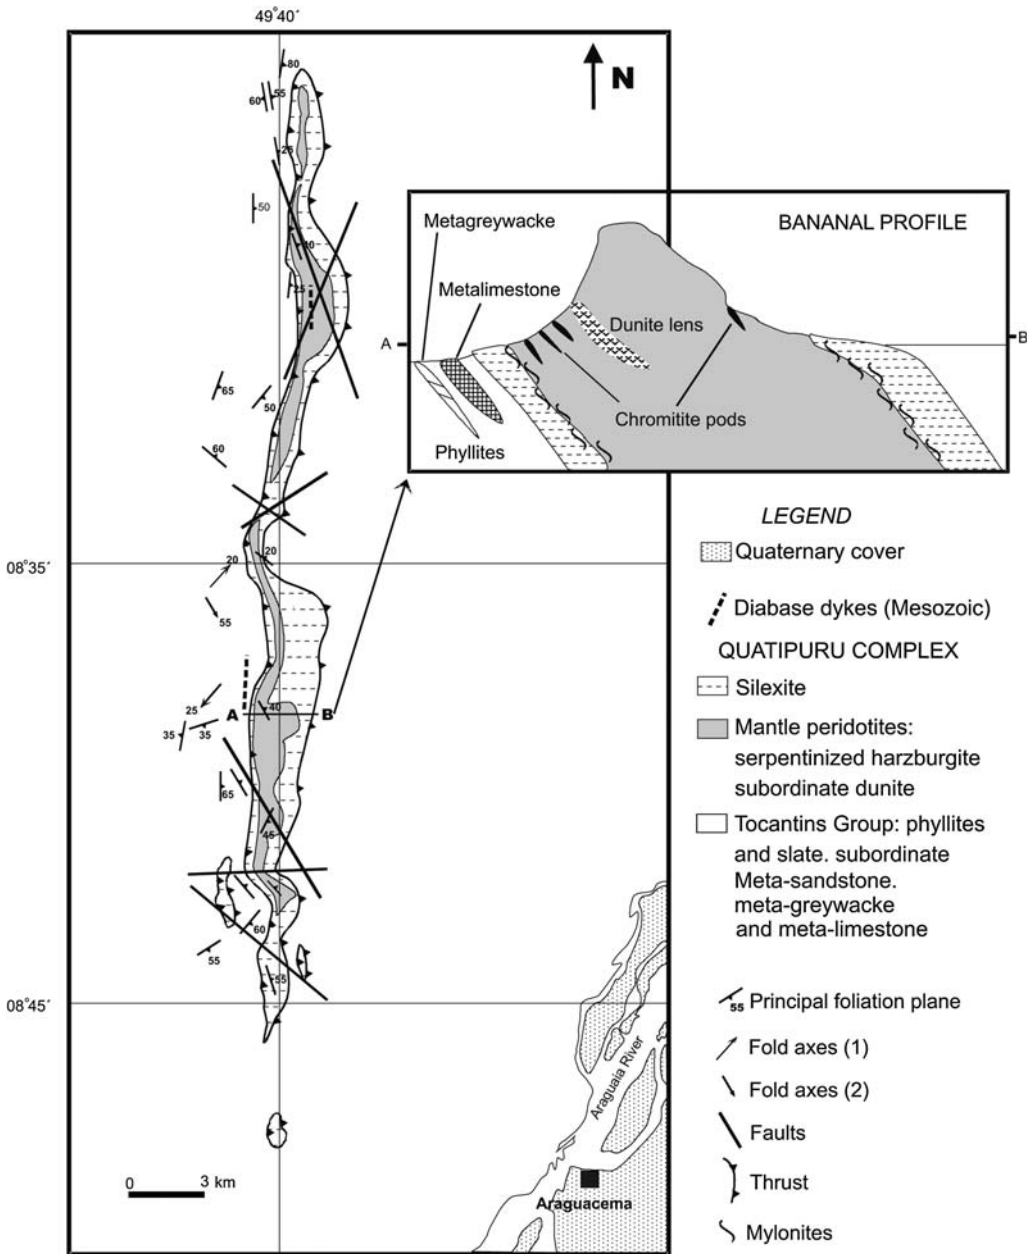 49°40´
N
80
55
60
25
50
40
25
65
50
60
20
20
55
25
40
A
B
35
35
65
45
60
55
55
08°35´
08°45´
0
3 km
Araguaia River
Araguacema
BANANAL PROFILE
Metagreywacke
Metalimestone
Dunite lens
A
B
Chromitite pods
Phyllites
LEGEND
Quaternary cover
Diabase dykes (Mesozoic)
QUATIPURU COMPLEX
Silexite
Mantle peridotites:
serpentinized harzburgite
subordinate dunite
Tocantins Group: phyllites
and slate. subordinate
Meta-sandstone.
meta-greywacke
and meta-limestone
55
Principal foliation plane
Fold axes (1)
Fold axes (2)
Faults
Thrust
Mylonites